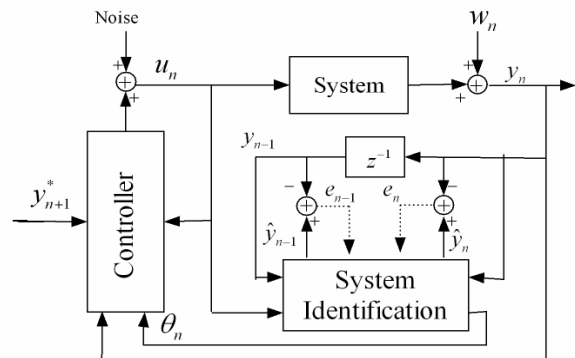 Noise
w_n
u_n
y_n
System
y_{n-1}
z^{-1}
y^*_{n+1}
Controller
e_{n-1}
e_n
ŷ_{n-1}
ŷ_n
System
Identification
θ_n